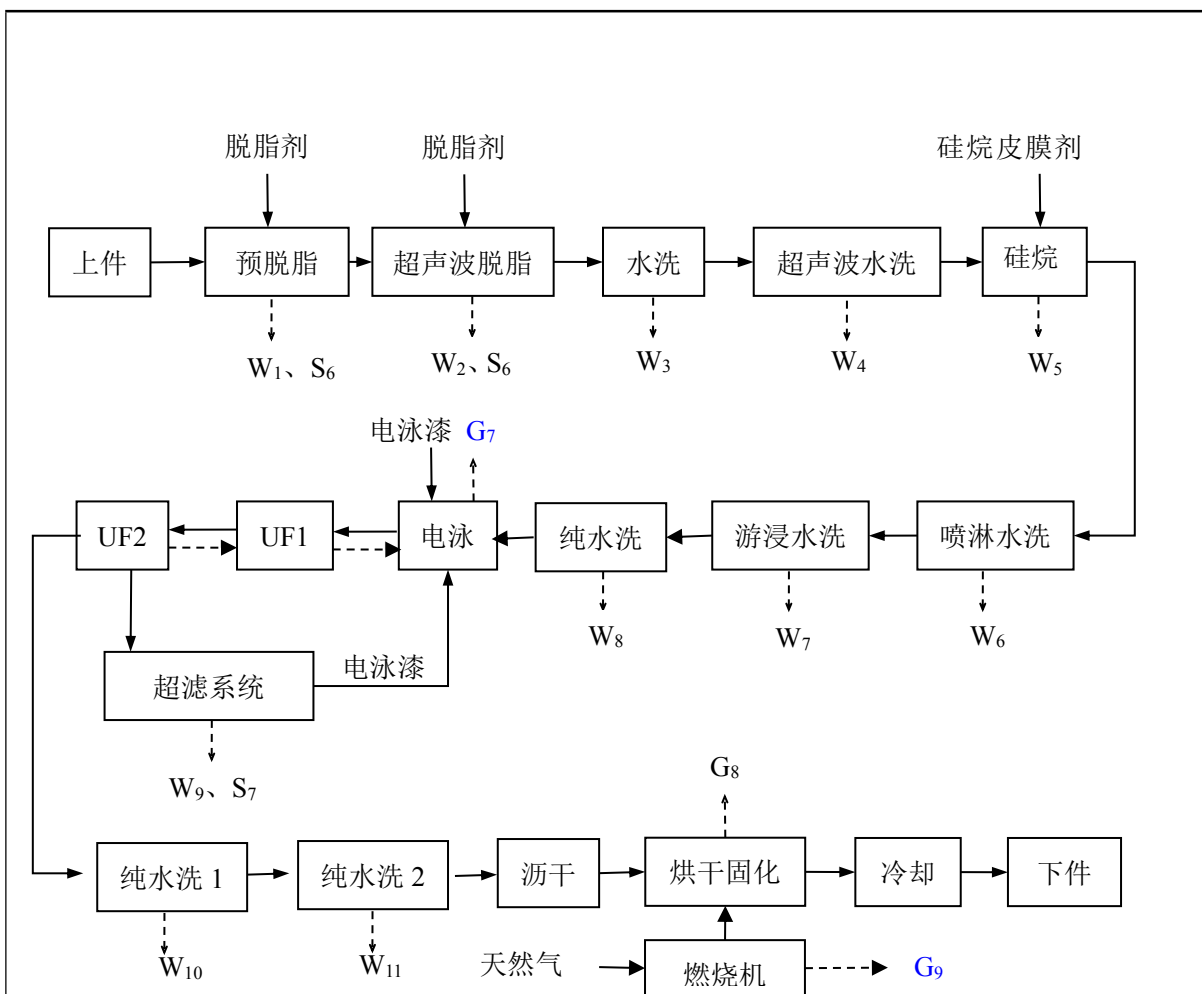 脱脂剂 脱脂剂 硅烷皮膜剂
上件 预脱脂 超声波脱脂 水洗 超声波水洗 硅烷
W₁、S₆ W₂、S₆ W₃ W₄ W₅
电泳漆 G₇
UF2 UF1 电泳 纯水洗 游浸水洗 喷淋水洗
W₈ W₇ W₆
超滤系统 电泳漆
W₉、S₇
G₈
纯水洗 1 纯水洗 2 沥干 烘干固化 冷却 下件
W₁₀ W₁₁ 天然气 燃烧机 G₉